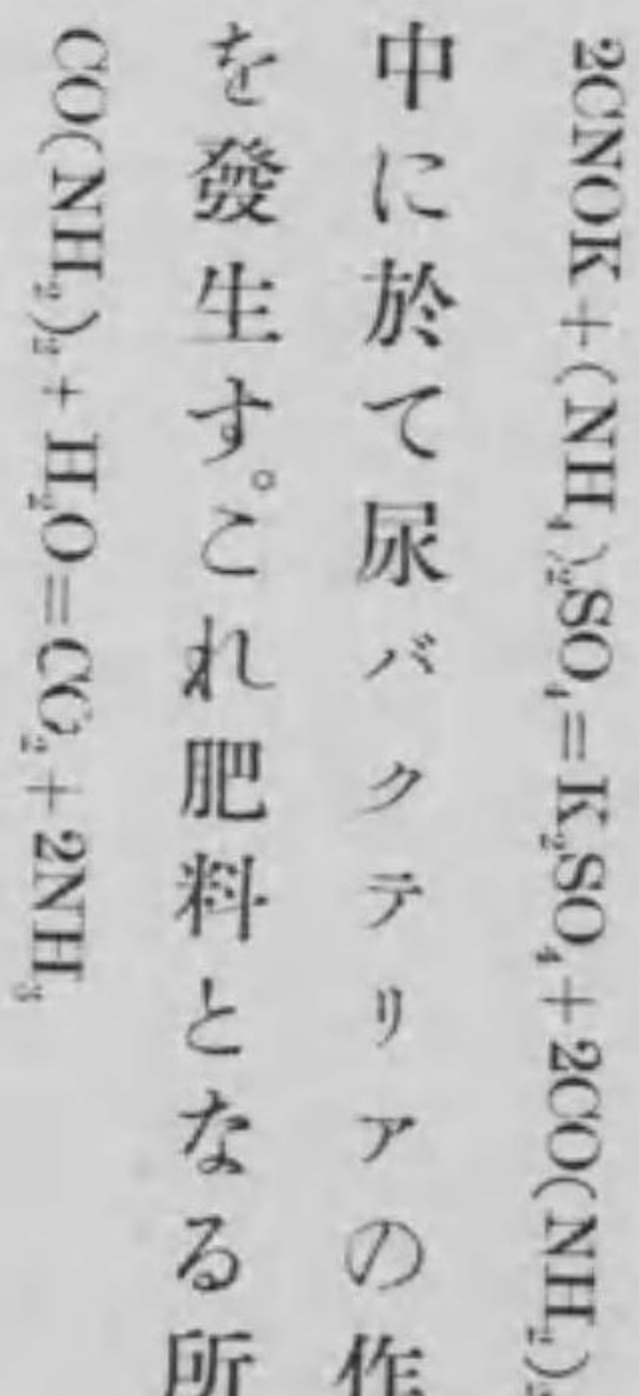 2CNOK + (NH₄)₂SO₄ = K₂SO₄ + 2CO(NH₂)₂
中に於て尿バクテリアの作
を發生す。これ肥料となる所
CO(NH₂)₂ + H₂O = CO₂ + 2NH₃